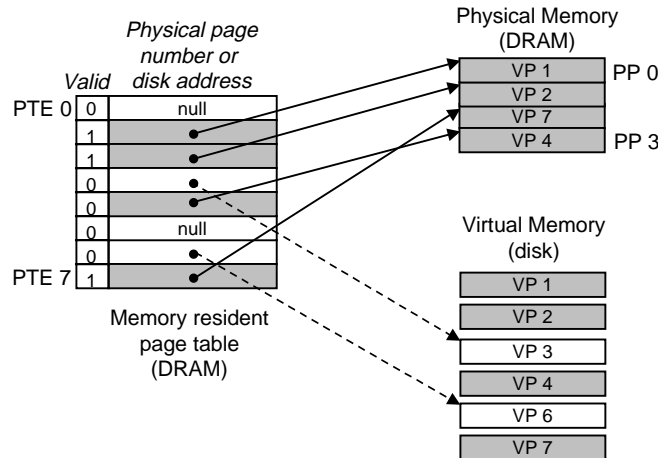 Physical page
number or
disk address
Valid
PTE 0
0
null
1
1
0
0
0
null
0
PTE 7
1
Memory resident
page table
(DRAM)
Physical Memory
(DRAM)
VP 1
PP 0
VP 2
VP 7
VP 4
PP 3
Virtual Memory
(disk)
VP 1
VP 2
VP 3
VP 4
VP 6
VP 7